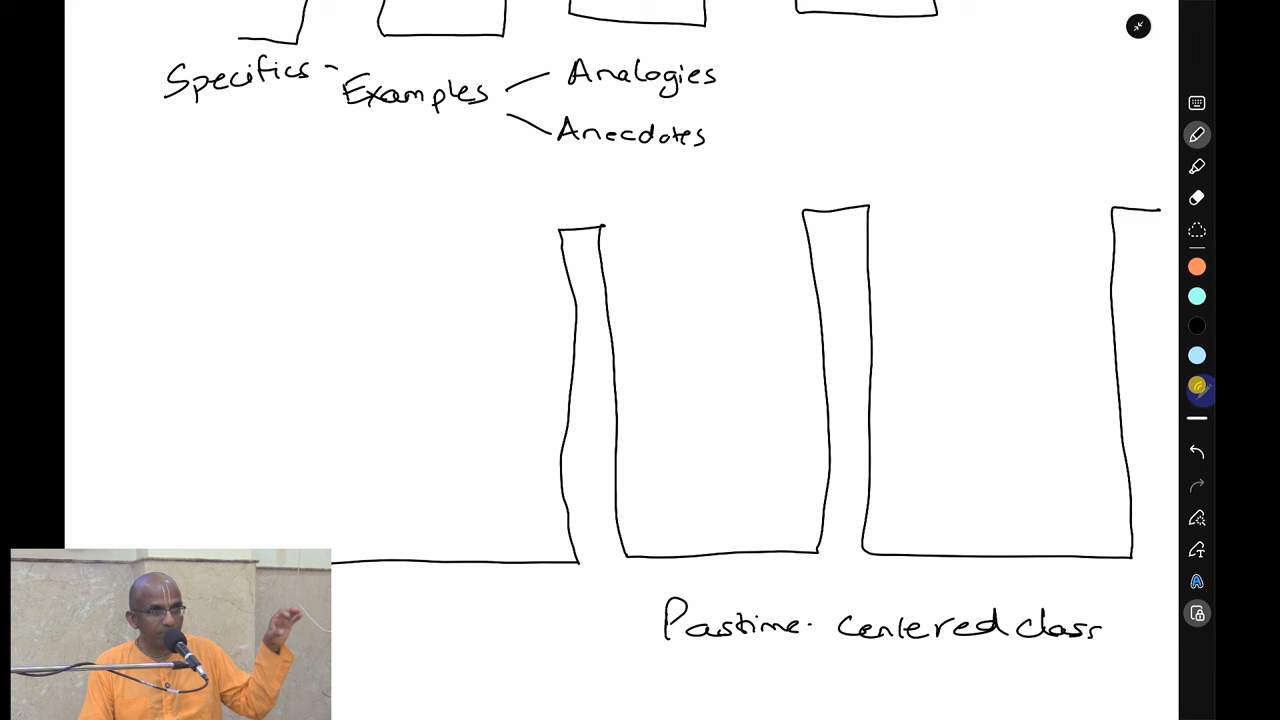 Specifics - Examples
Analogies
Anecdotes
Pastime. centered class